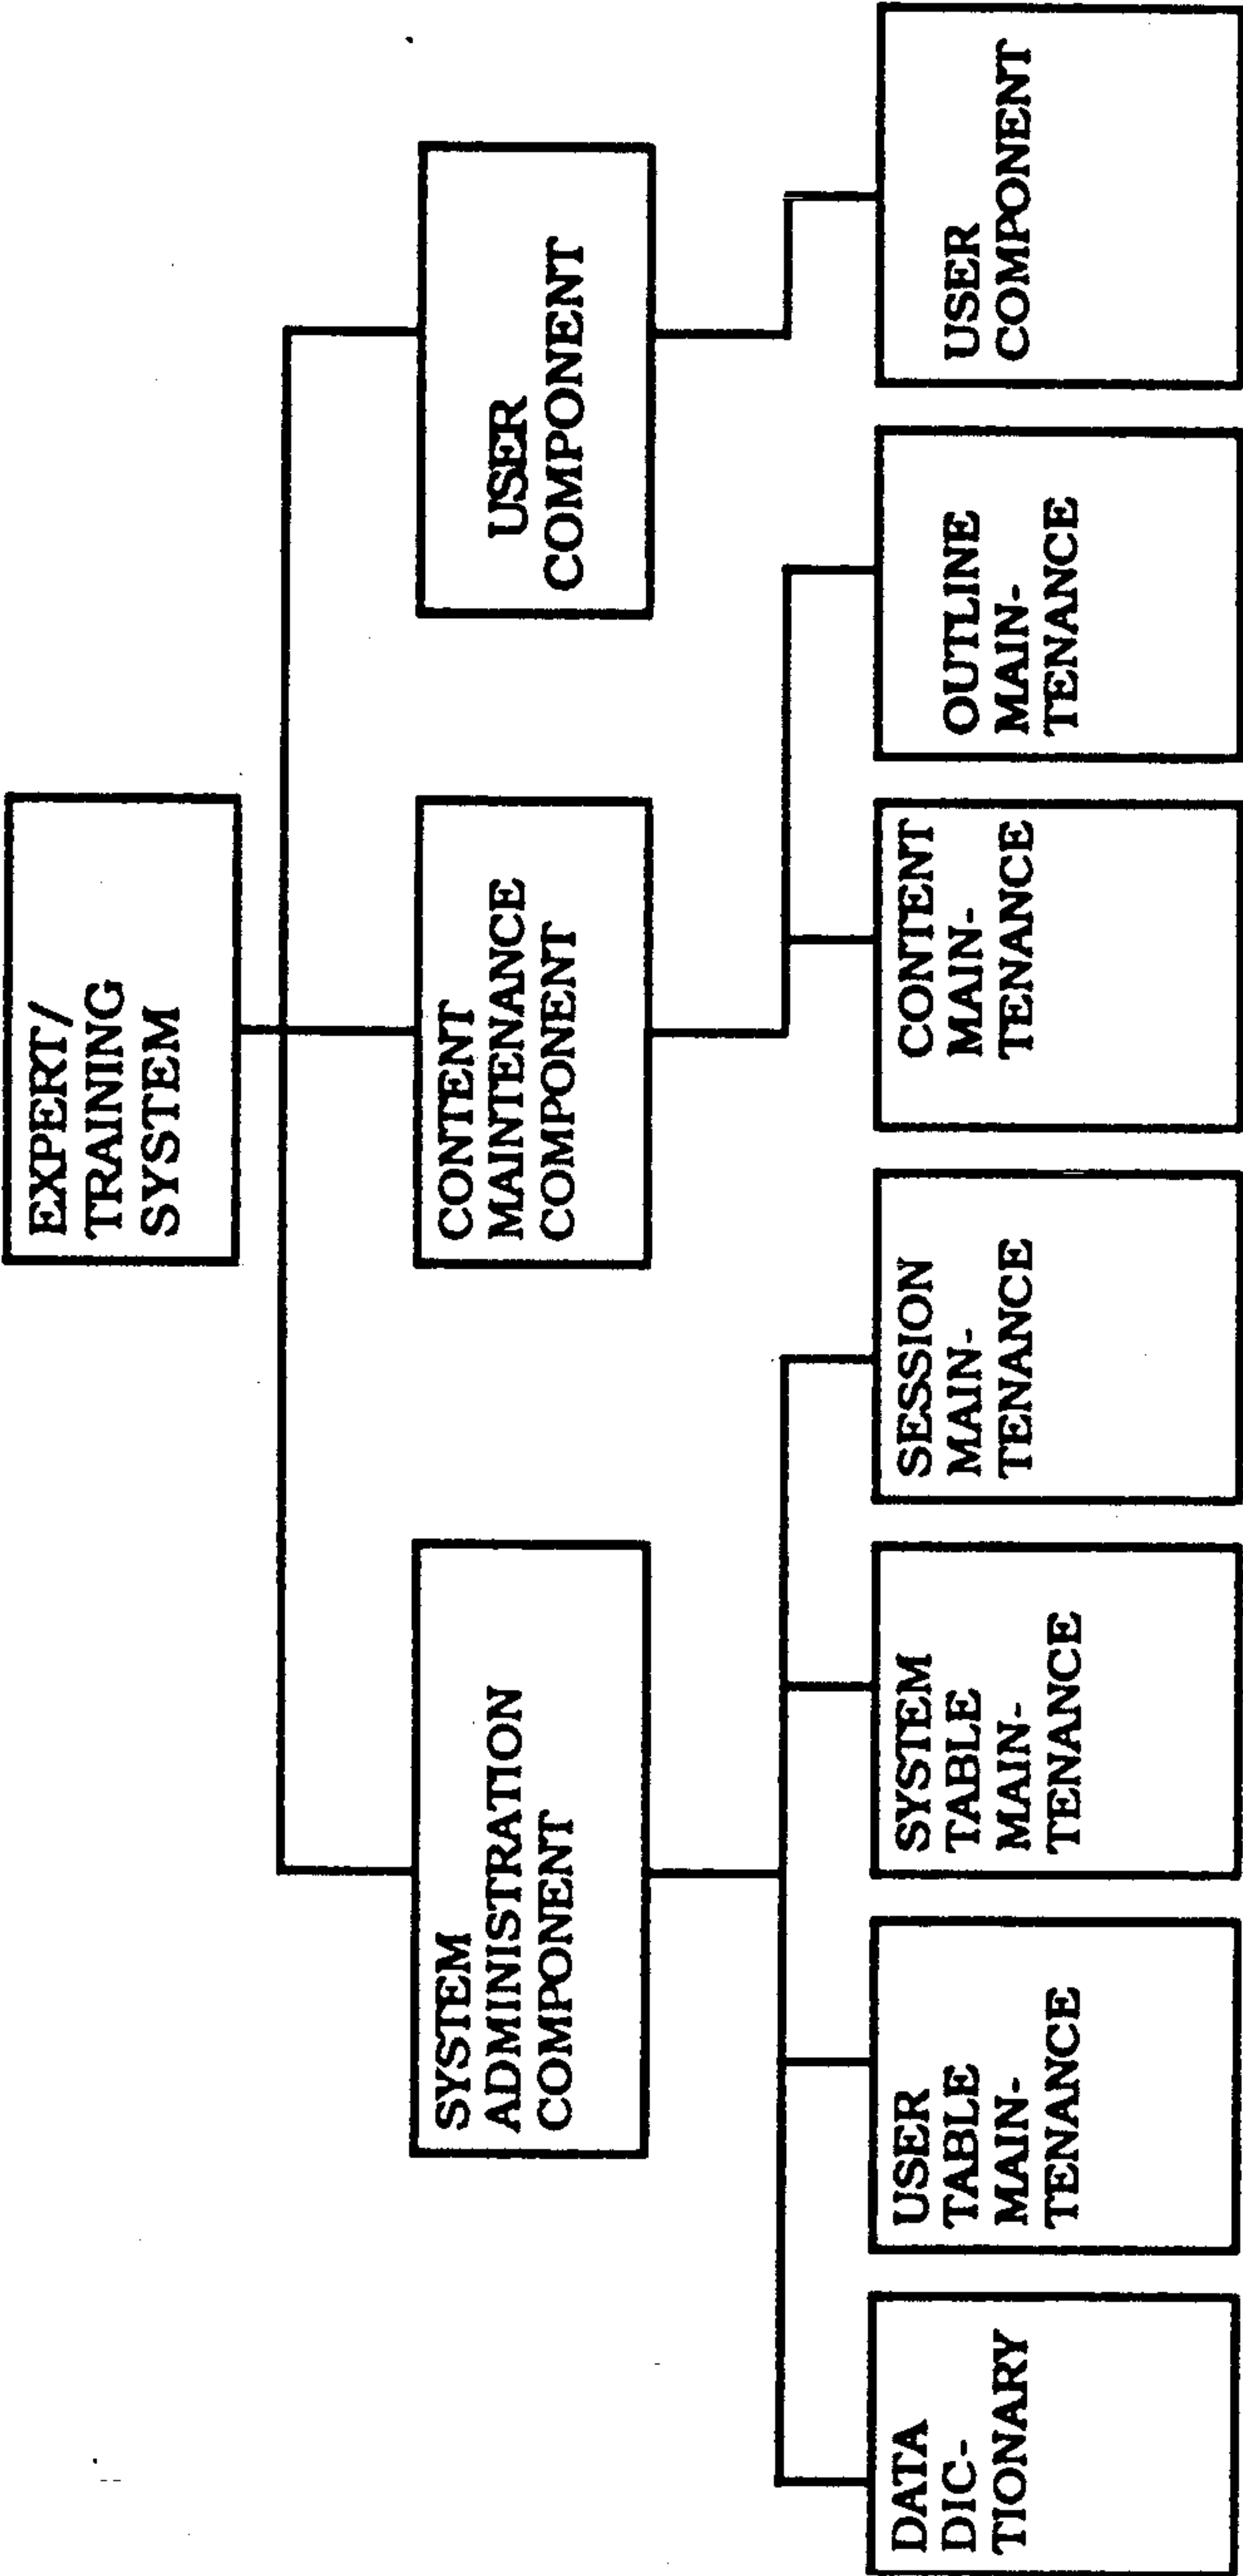 EXPERT/
TRAINING
SYSTEM
SYSTEM
ADMINISTRATION
COMPONENT
CONTENT
MAINTENANCE
COMPONENT
USER
COMPONENT
DATA
DIC-
TIONARY
USER
TABLE
MAIN-
TENANCE
SYSTEM
TABLE
MAIN-
TENANCE
SESSION
MAIN-
TENANCE
CONTENT
MAIN-
TENANCE
OUTLINE
MAIN-
TENANCE
USER
COMPONENT